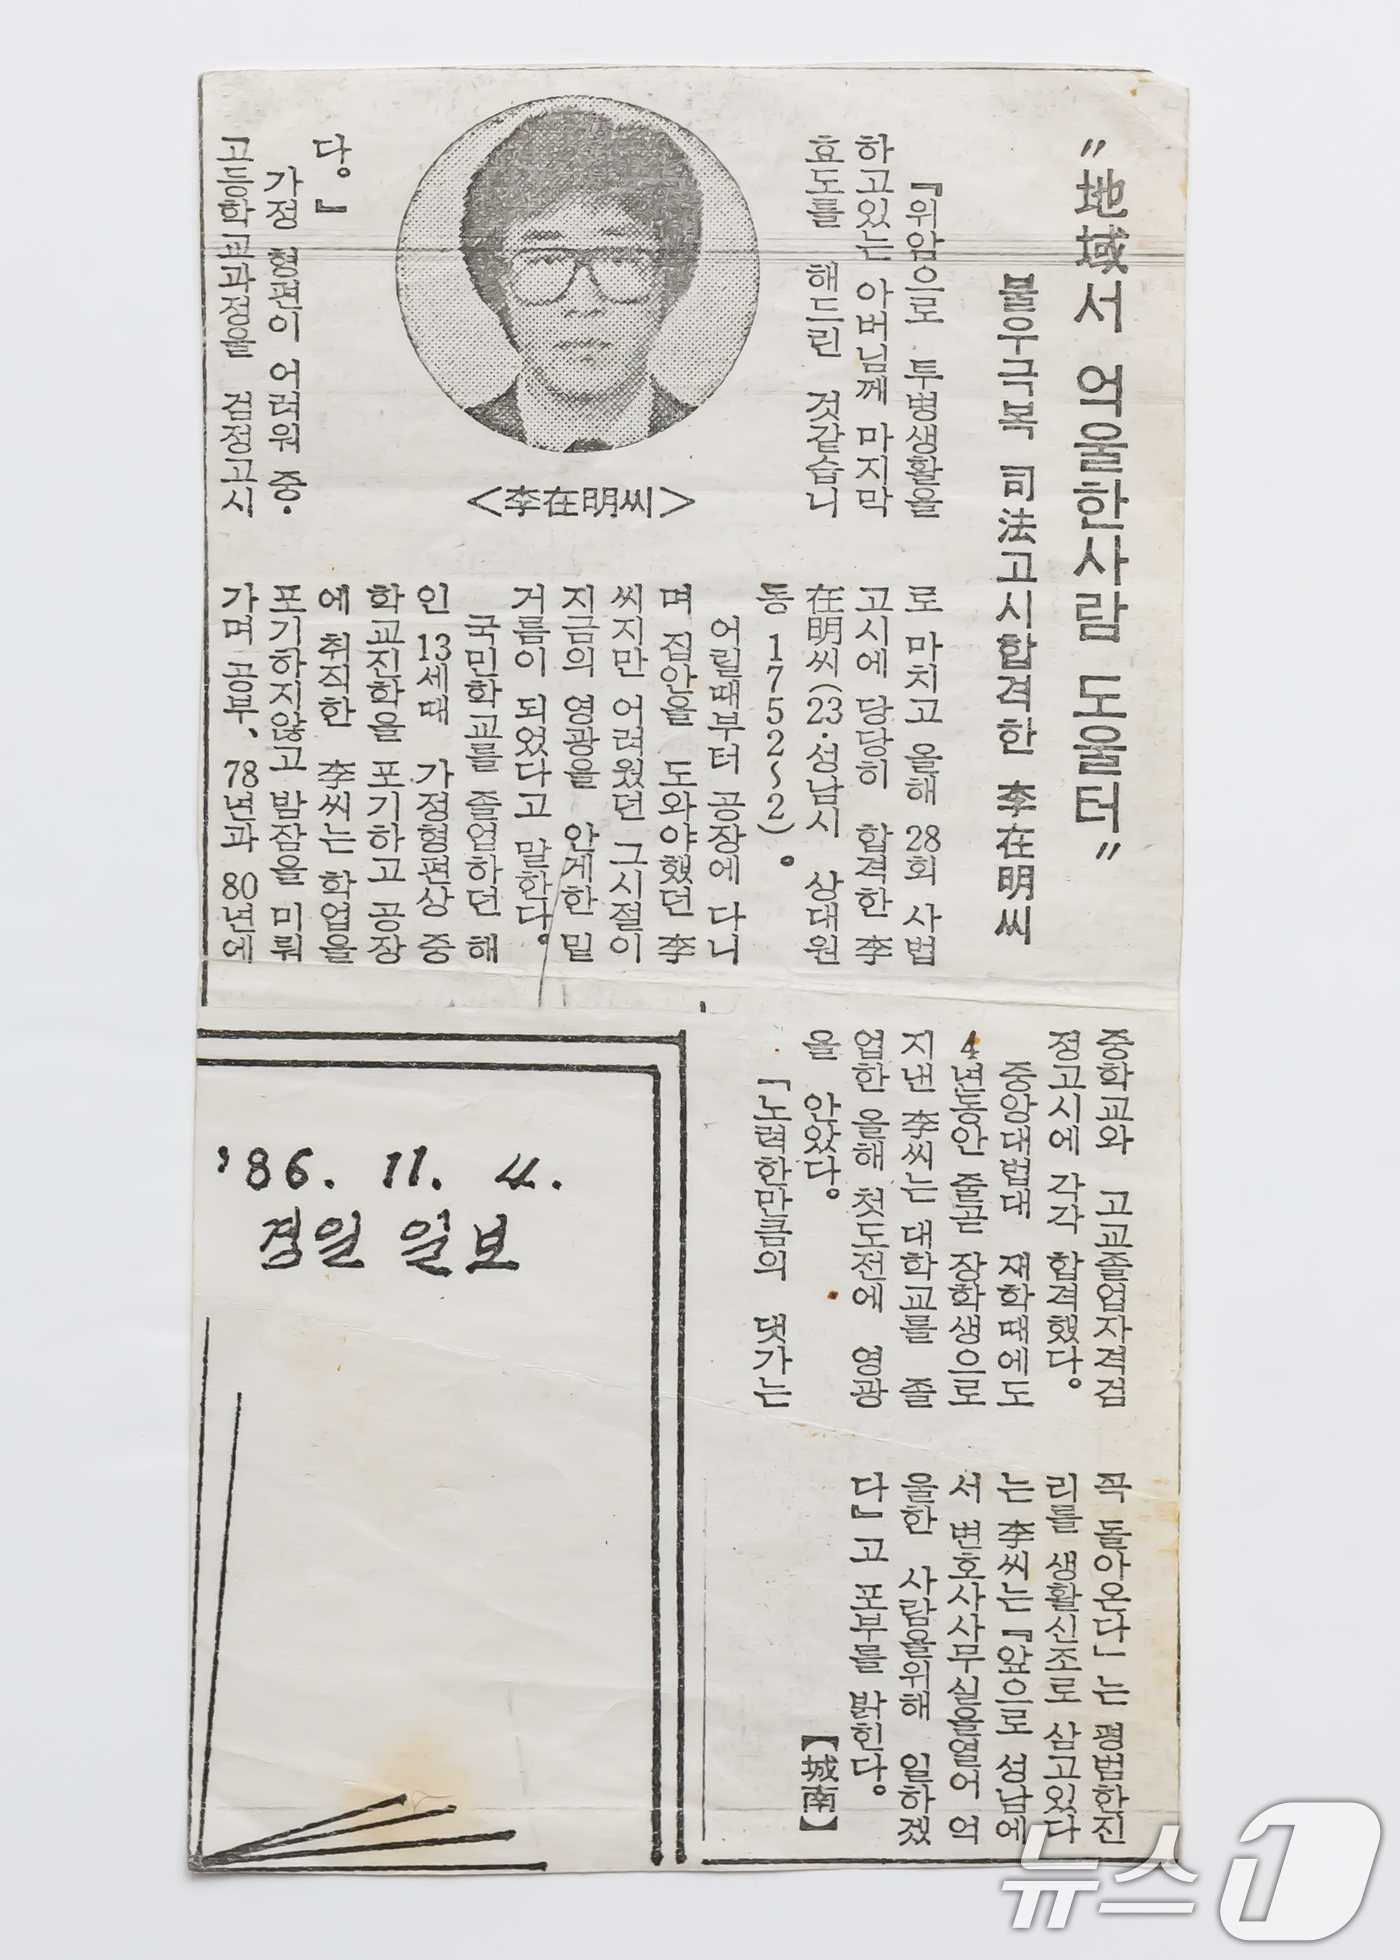 〃地域서 억울한사람 도울터〃
불우극복 司法고시합격한 李在明씨
『위암으로 투병생활을
하고있는 아버님께 마지막
효도를 해드린 것같습니
<李在明씨>
다。』
가정 형편이 어려워 중·
고등학교과정을 검정고시
로 마치고 올해 28회 사법
고시에 당당히 합격한 李
在明씨(23·성남시 상대원
동 1752~2)。
어릴때부터 공장에 다니
며 집안을 도와야했던 李
씨지만 어려웠던 그시절이
지금의 영광을 안게한 밑
거름이 되었다고 말한다。
국민학교를 졸업하던 해
인 13세때 가정형편상 중
학교진학을 포기하고 공장
에 취직한 李씨는 학업을
포기하지않고 밤잠을 미뤄
가며 공부、78년과 80년에
중학교와 고교졸업자격검
정고시에 각각 합격했다。
중앙대법대 재학때에도
4년동안 줄곧 장학생으로
지낸 李씨는 대학교를 졸
업한 올해 첫도전에 영광
을 안았다。
「노력한만큼의 댓가는
꼭 돌아온다」는 평범한진
리를 생활신조로 삼고있다
는 李씨는 『앞으로 성남에
서 변호사사무실을열어 억
울한 사람을위해 일하겠
다』고 포부를 밝힌다。
【城南】
'86. 11. 4.
경일 일보
뉴스1